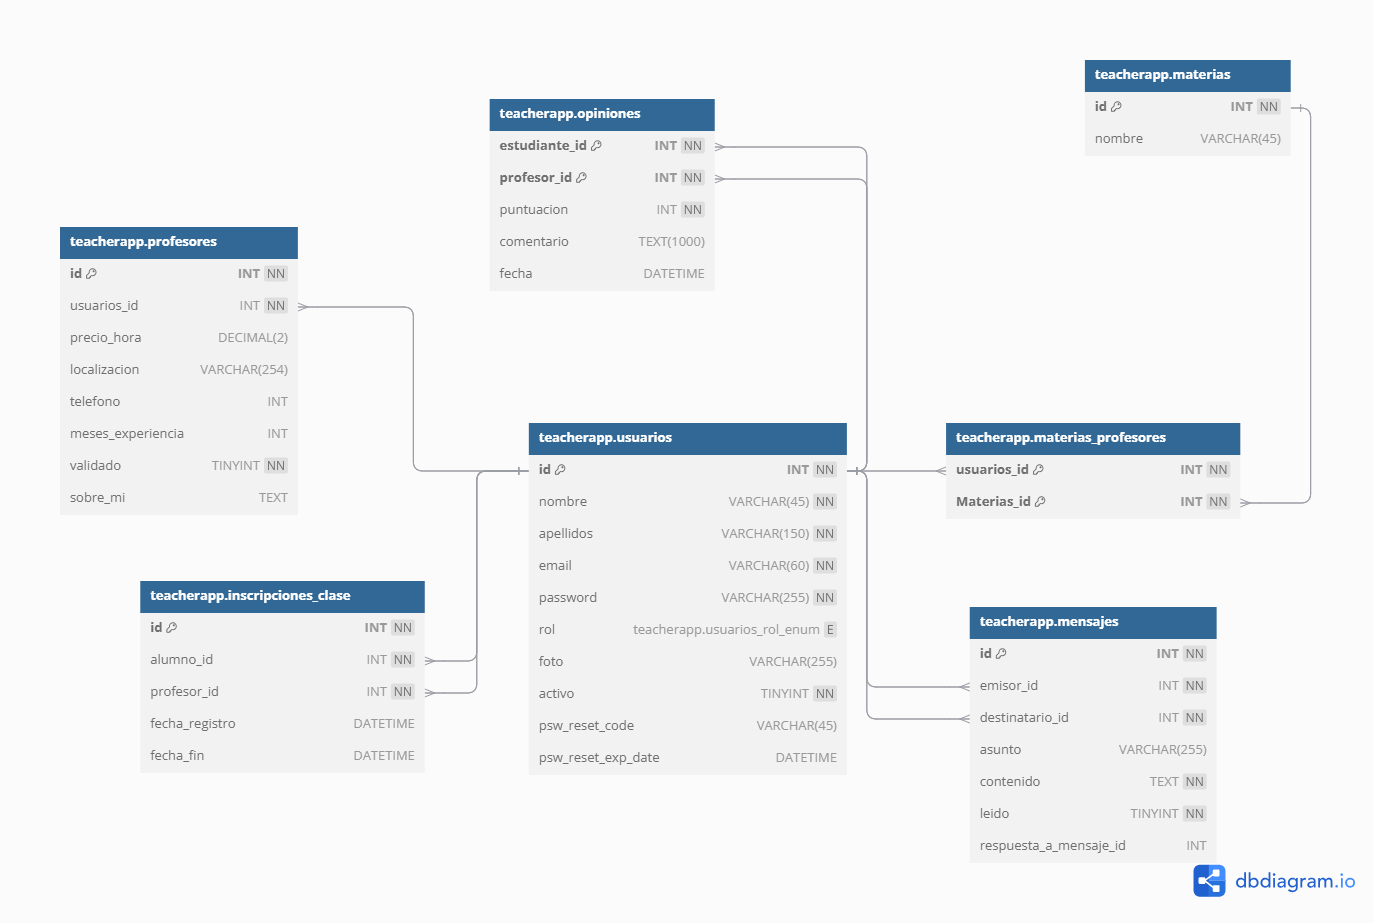 teacherapp.materias
id INT NN
nombre VARCHAR(45)
teacherapp.opiniones
estudiante_id INT NN
profesor_id INT NN
puntuacion INT NN
comentario TEXT(1000)
fecha DATETIME
teacherapp.profesores
id INT NN
usuarios_id INT NN
precio_hora DECIMAL(2)
localizacion VARCHAR(254)
telefono INT
meses_experiencia INT
validado TINYINT NN
sobre_mi TEXT
teacherapp.usuarios
id INT NN
nombre VARCHAR(45) NN
apellidos VARCHAR(150) NN
email VARCHAR(60) NN
password VARCHAR(255) NN
rol teacherapp.usuarios_rol_enum E
foto VARCHAR(255)
activo TINYINT NN
psw_reset_code VARCHAR(45)
psw_reset_exp_date DATETIME
teacherapp.materias_profesores
usuarios_id INT NN
Materias_id INT NN
teacherapp.inscripciones_clase
id INT NN
alumno_id INT NN
profesor_id INT NN
fecha_registro DATETIME
fecha_fin DATETIME
teacherapp.mensajes
id INT NN
emisor_id INT NN
destinatario_id INT NN
asunto VARCHAR(255)
contenido TEXT NN
leido TINYINT NN
respuesta_a_mensaje_id INT
dbdiagram.io